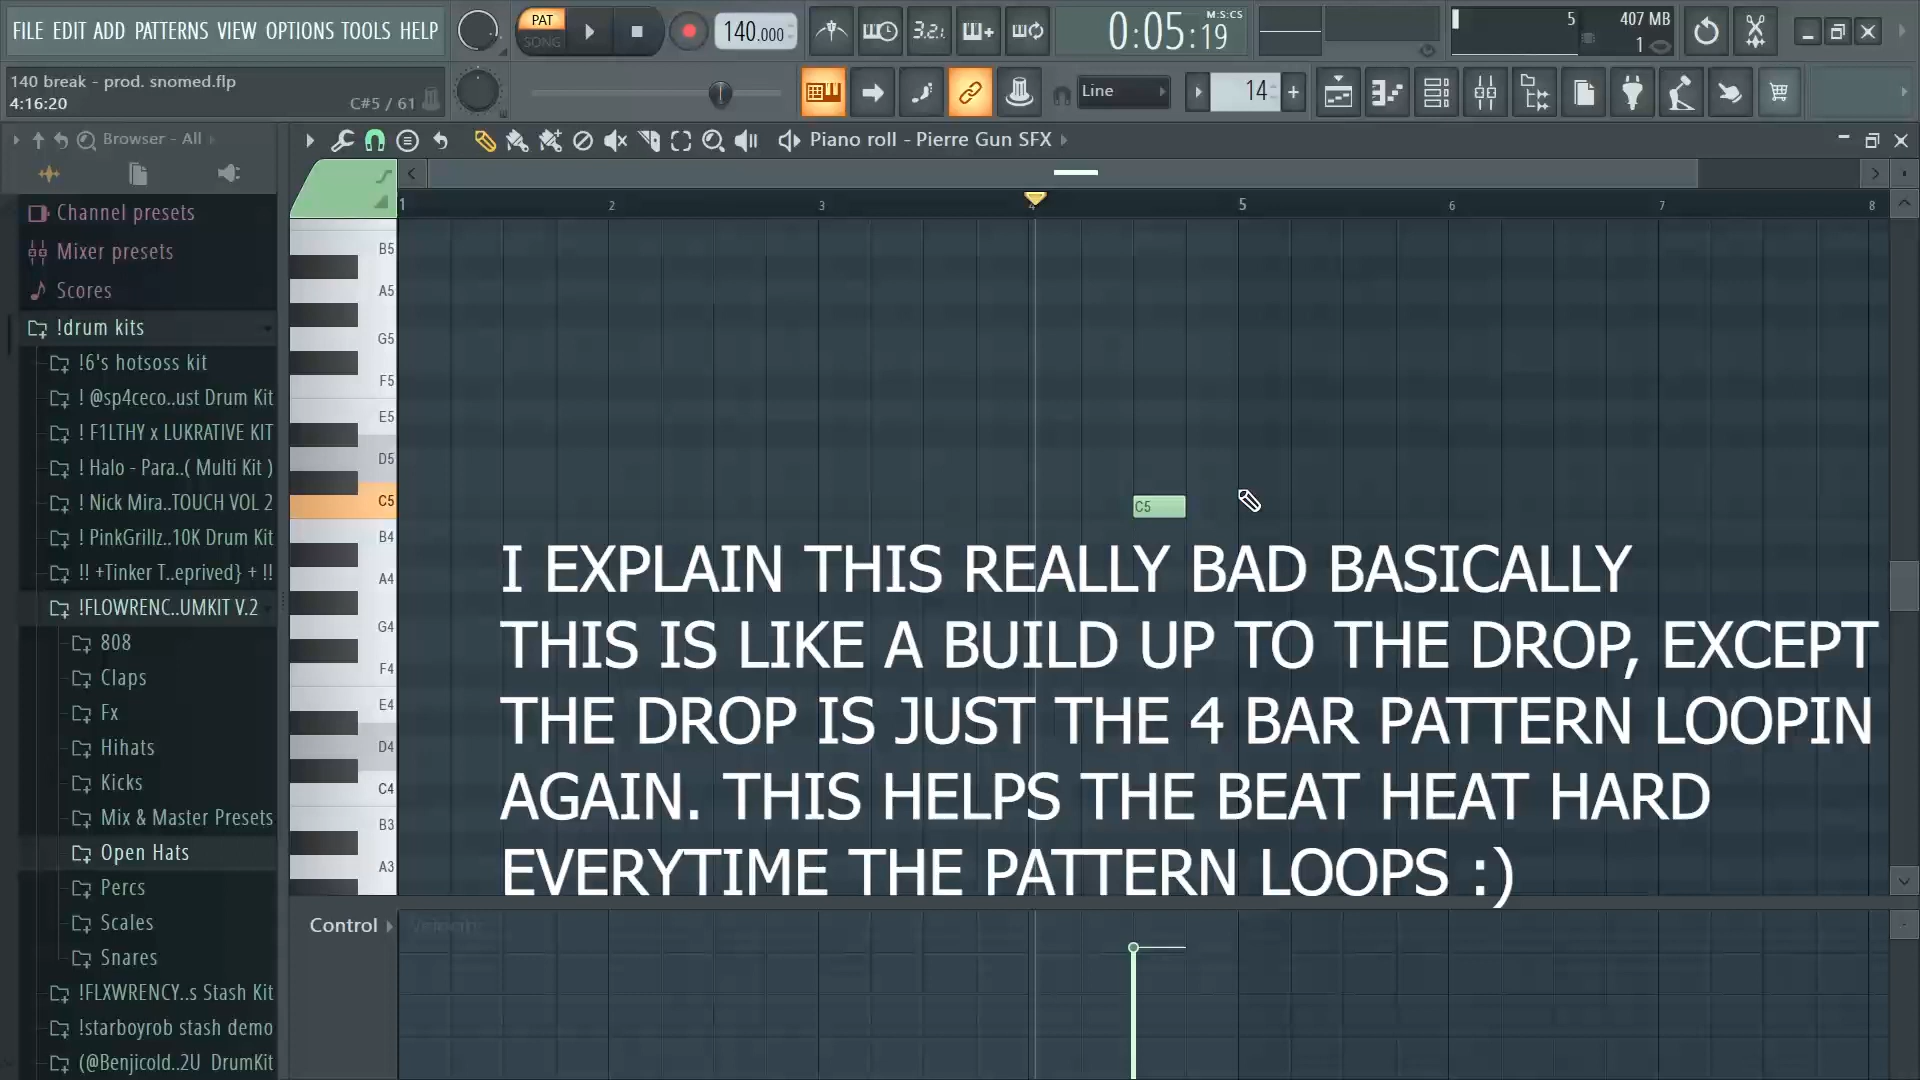 FILE EDIT ADD PATTERNS VIEW OPTIONS TOOLS HELP
PAT
SONG
140.000
3.2.1
0:05:19
M:S:CS
5
407 MB
1
140 break - prod. snomed.flp
4:16:20
C#5 / 61
Line
14
Browser - All
Piano roll - Pierre Gun SFX
Channel presets
Mixer presets
Scores
!drum kits
!6's hotsoss kit
! @sp4ceco..ust Drum Kit
! F1LTHY x LUKRATIVE KIT
! Halo - Para..( Multi Kit )
! Nick Mira..TOUCH VOL 2
! PinkGrillz..10K Drum Kit
!! +Tinker T..eprived} + !!
!FLOWRENC..UMKIT V.2
808
Claps
Fx
Hihats
Kicks
Mix & Master Presets
Open Hats
Percs
Scales
Snares
!FLXWRENCY..s Stash Kit
!starboyrob stash demo
(@Benjicold..2U DrumKit
1 2 3 4 5 6 7 8
B5
A5
G5
F5
E5
D5
C5
B4
A4
G4
F4
E4
D4
C4
B3
A3
C5
I EXPLAIN THIS REALLY BAD BASICALLY
THIS IS LIKE A BUILD UP TO THE DROP, EXCEPT
THE DROP IS JUST THE 4 BAR PATTERN LOOPIN
AGAIN. THIS HELPS THE BEAT HEAT HARD
EVERYTIME THE PATTERN LOOPS :)
Control
Velocity